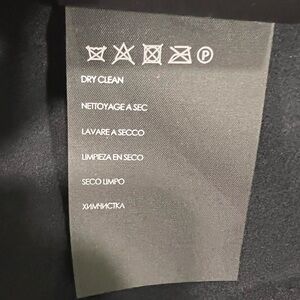 P
DRY CLEAN
NETTOYAGE A SEC
LAVARE A SECCO
LIMPIEZA EN SECO
SECO LIMPO
ХИМЧИСТКА